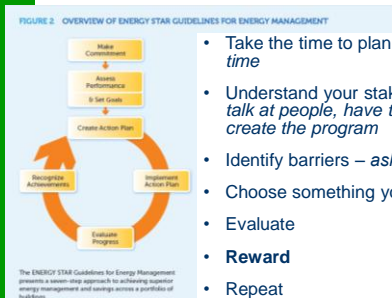 FIGURE 2 OVERVIEW OF ENERGY STAR GUIDELINES FOR ENERGY MANAGEMENT
Make
Commitment
Assess
Performance
& Set Goals
Create Action Plan
Recognize
Achievements
Implement
Action Plan
Evaluate
Progress
The ENERGY STAR Guidelines for Energy Management
presents a seven-step approach to achieving superior
energy management and savings across a portfolio of
buildings
• Take the time to plan
time
• Understand your
talk at people, have
create the program
• Identify barriers –
• Choose something
• Evaluate
• Reward
• Repeat